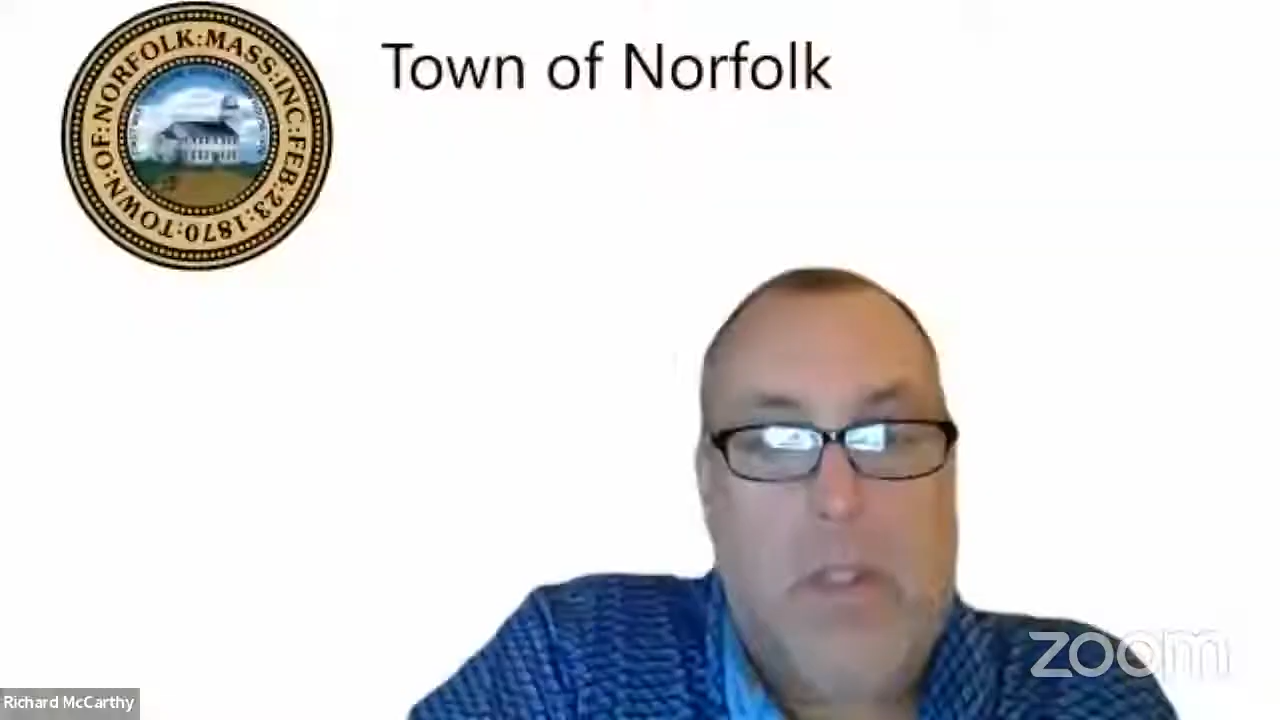 TOWN:OF:NORFOLK:MASS:INC:FEB:23:1870:
Town of Norfolk
zoom
Richard McCarthy